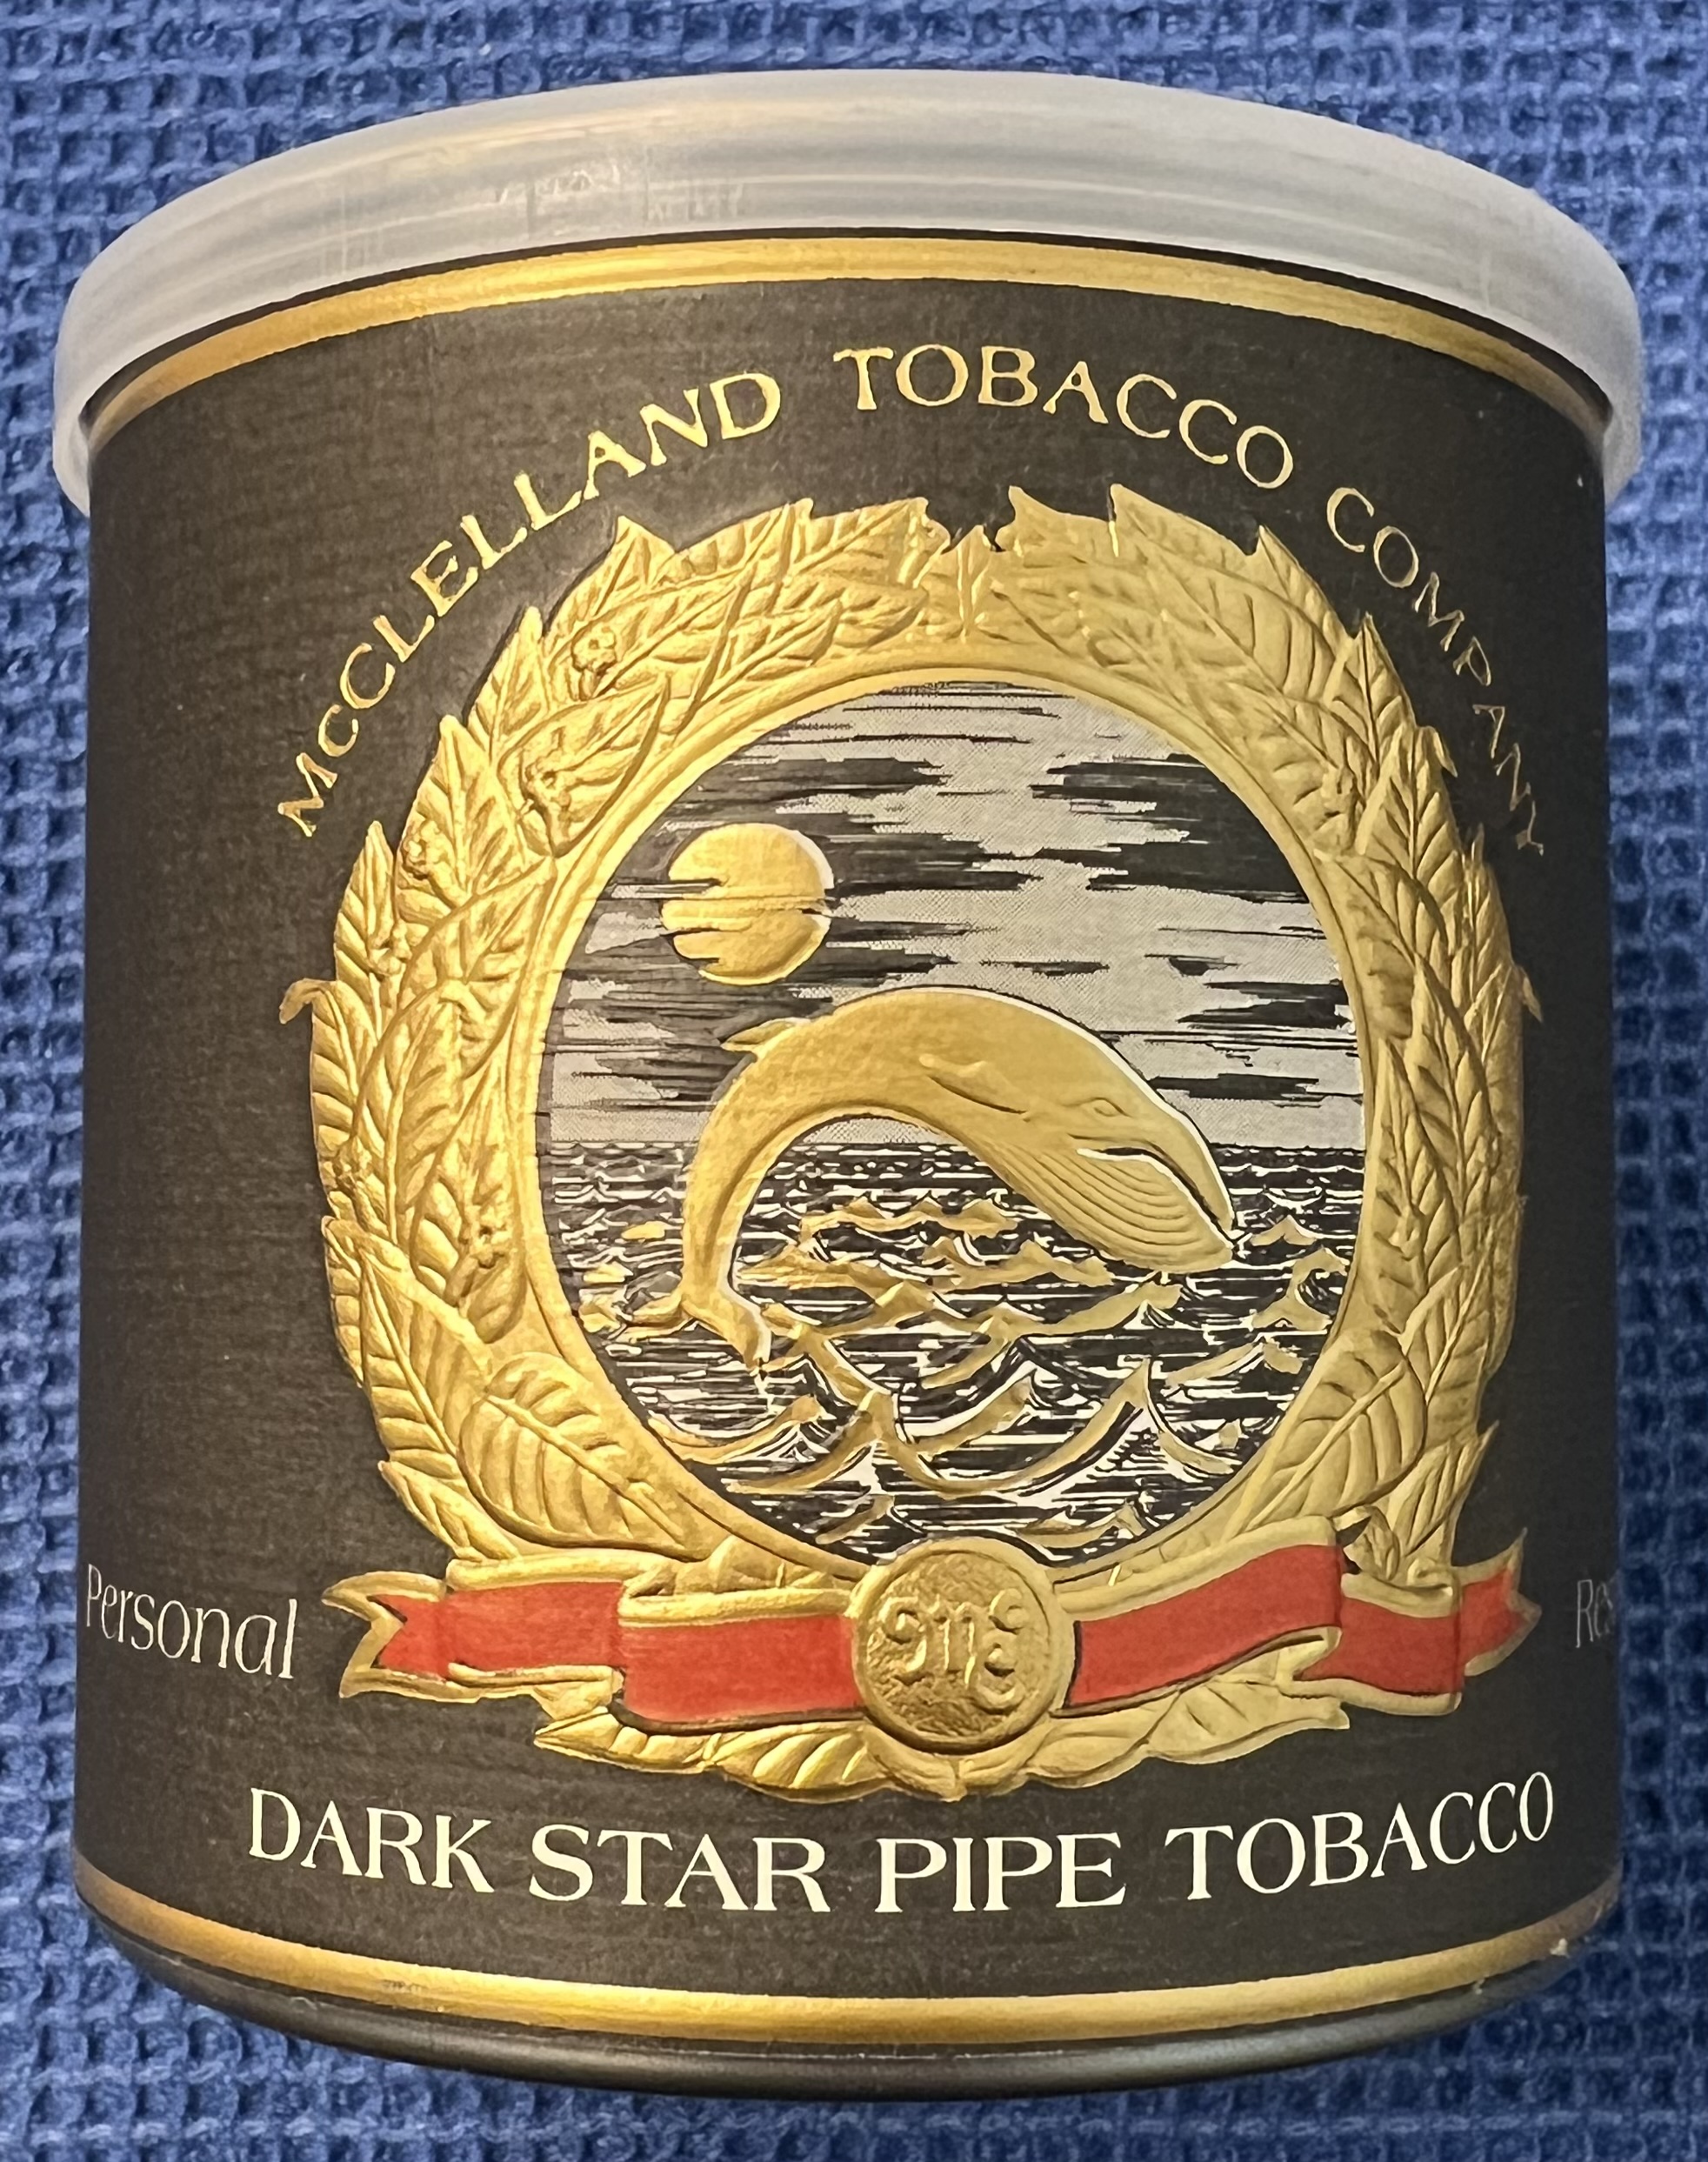 McCLELLAND TOBACCO COMPANY
Personal
DARK STAR PIPE TOBACCO